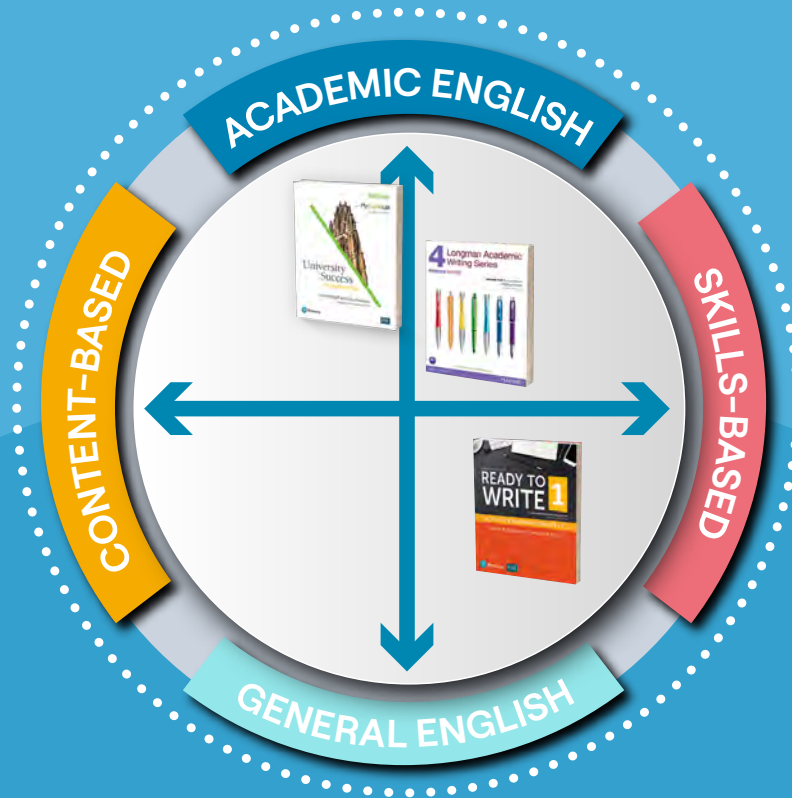 ACADEMIC ENGLISH
CONTENT-BASED
SKILLS-BASED
GENERAL ENGLISH
University
Success
4 Longman Academic
Writing Series
READY TO
WRITE 1